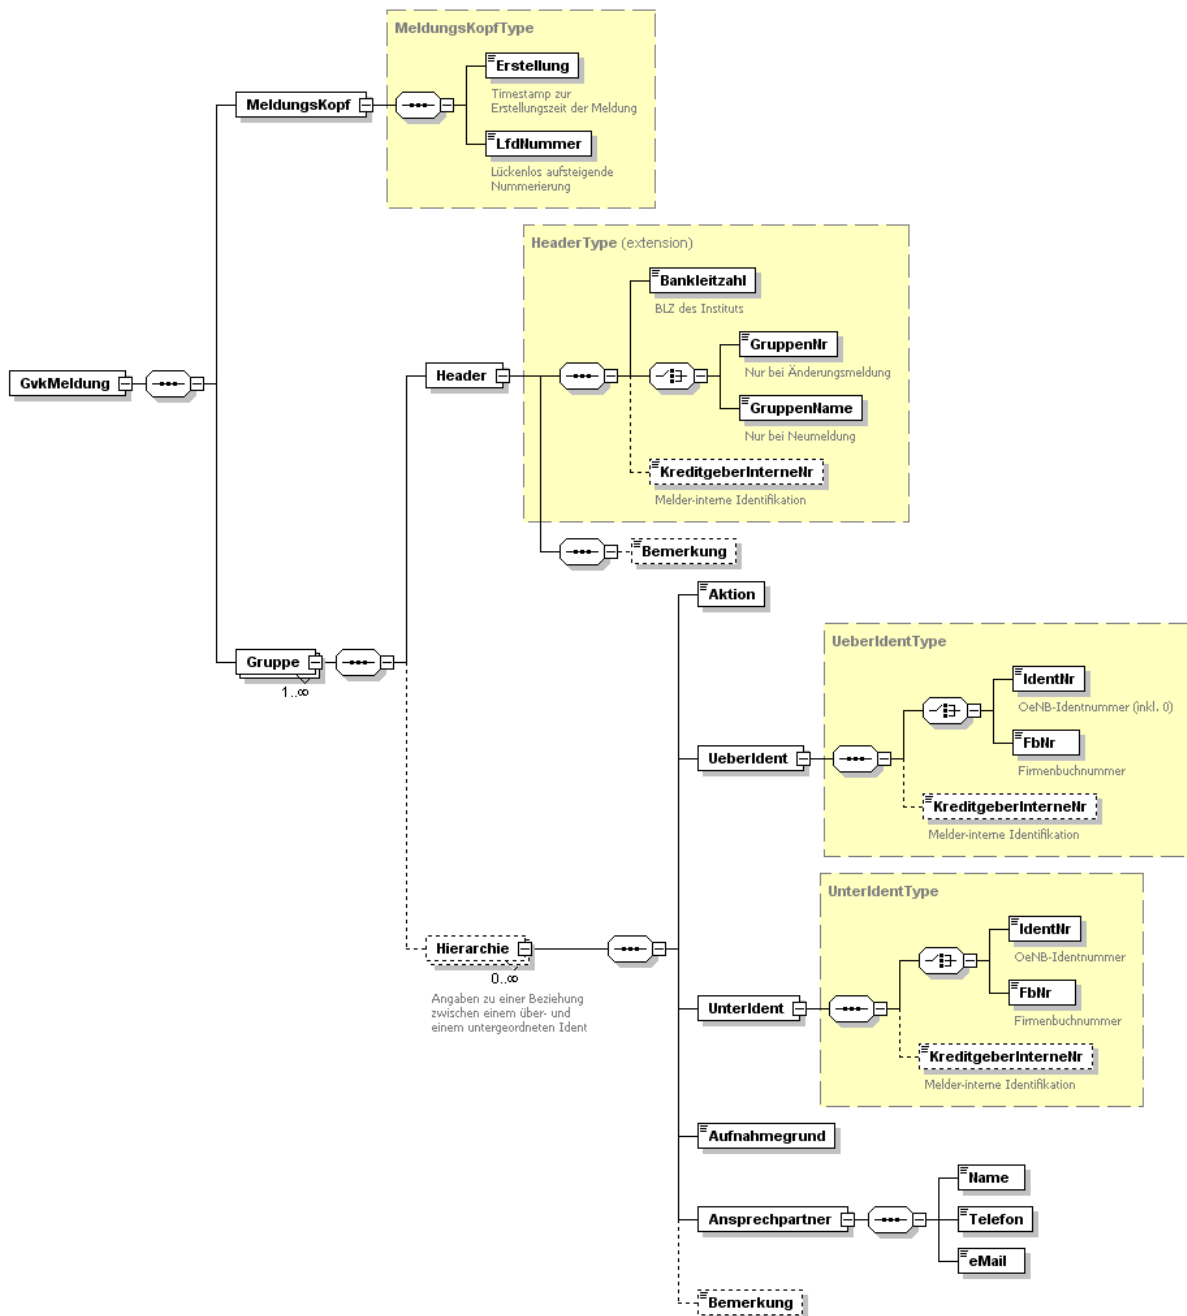 MeldungsKopfType
Erstellung
Timestamp zur
Erstellungszeit der Meldung
MeldungsKopf
LfdNummer
Lückenlos aufsteigende
Nummerierung
HeaderType (extension)
Bankleitzahl
BLZ des Instituts
GruppenNr
Nur bei Änderungsmeldung
GvkMeldung
Header
GruppenName
Nur bei Neumeldung
KreditgeberInterneNr
Melder-interne Identifikation
Bemerkung
Aktion
Gruppe
1..∞
UeberIdentType
IdentNr
OeNB-Identnummer (inkl. 0)
UeberIdent
FbNr
Firmenbuchnummer
KreditgeberInterneNr
Melder-interne Identifikation
UnterIdentType
Hierarchie
0..∞
Angaben zu einer Beziehung
zwischen einem über- und
einem untergeordneten Ident
IdentNr
OeNB-Identnummer
UnterIdent
FbNr
Firmenbuchnummer
KreditgeberInterneNr
Melder-interne Identifikation
Aufnahmegrund
Ansprechpartner
Name
Telefon
eMail
Bemerkung